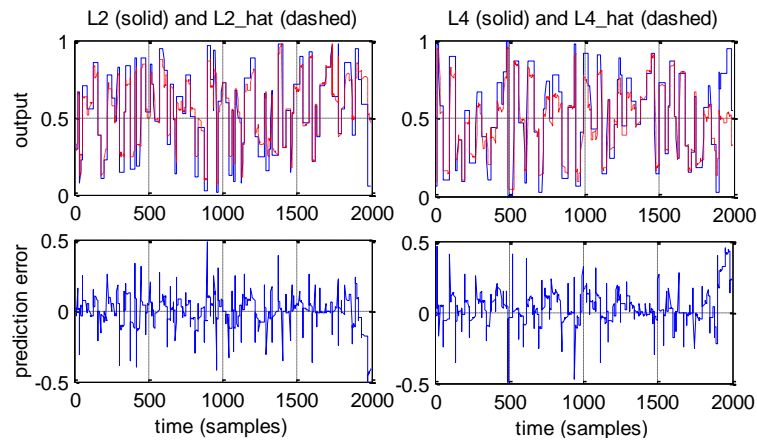 L2 (solid) and L2_hat (dashed)
L4 (solid) and L4_hat (dashed)
output
1
0.5
0
0 500 1000 1500 2000
1
0.5
0
0 500 1000 1500 2000
prediction error
0.5
0
-0.5
0 500 1000 1500 2000
time (samples)
0.5
0
-0.5
0 500 1000 1500 2000
time (samples)